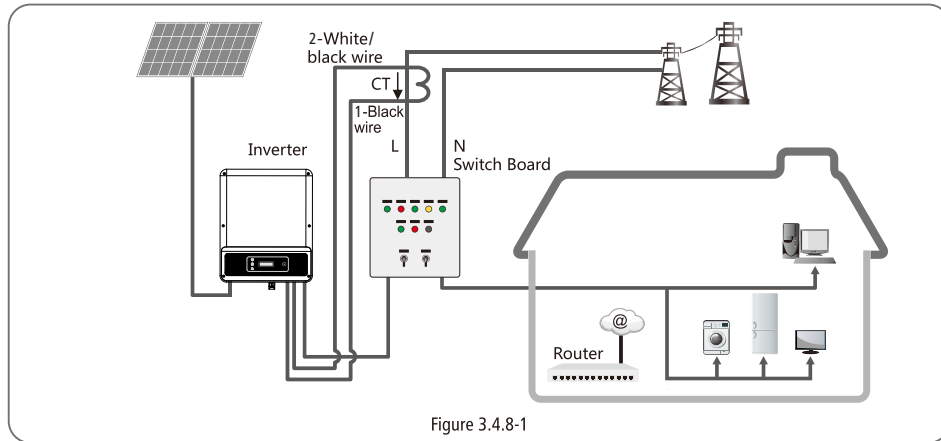 2-White/
black wire
CT
1-Black
wire
L
N
Switch Board
Inverter
@
Router
Figure 3.4.8-1